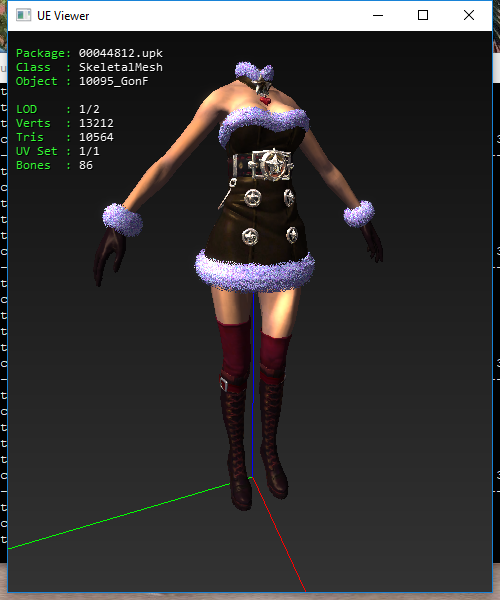 UE Viewer
Package: 00044812.upk
Class : SkeletalMesh
Object : 10095_GonF
LOD : 1/2
Verts : 13212
Tris : 10564
UV Set : 1/1
Bones : 86